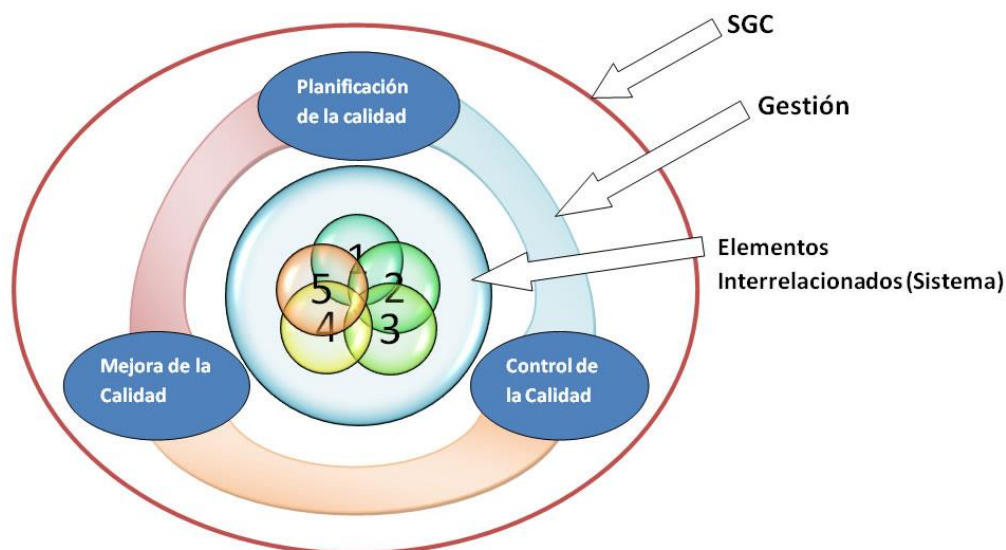 SGC
Planificación
de la calidad
Gestión
Elementos
Interrelacionados (Sistema)
1
5
2
4
3
Mejora de la
Calidad
Control de
la Calidad